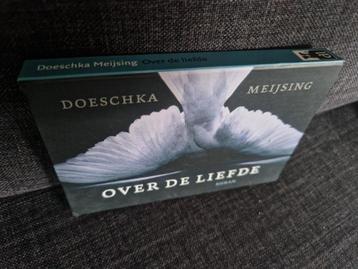 Doeschka Meijsing Over de liefde
DOESCHKA MEIJSING
OVER DE LIEFDE
ROMAN